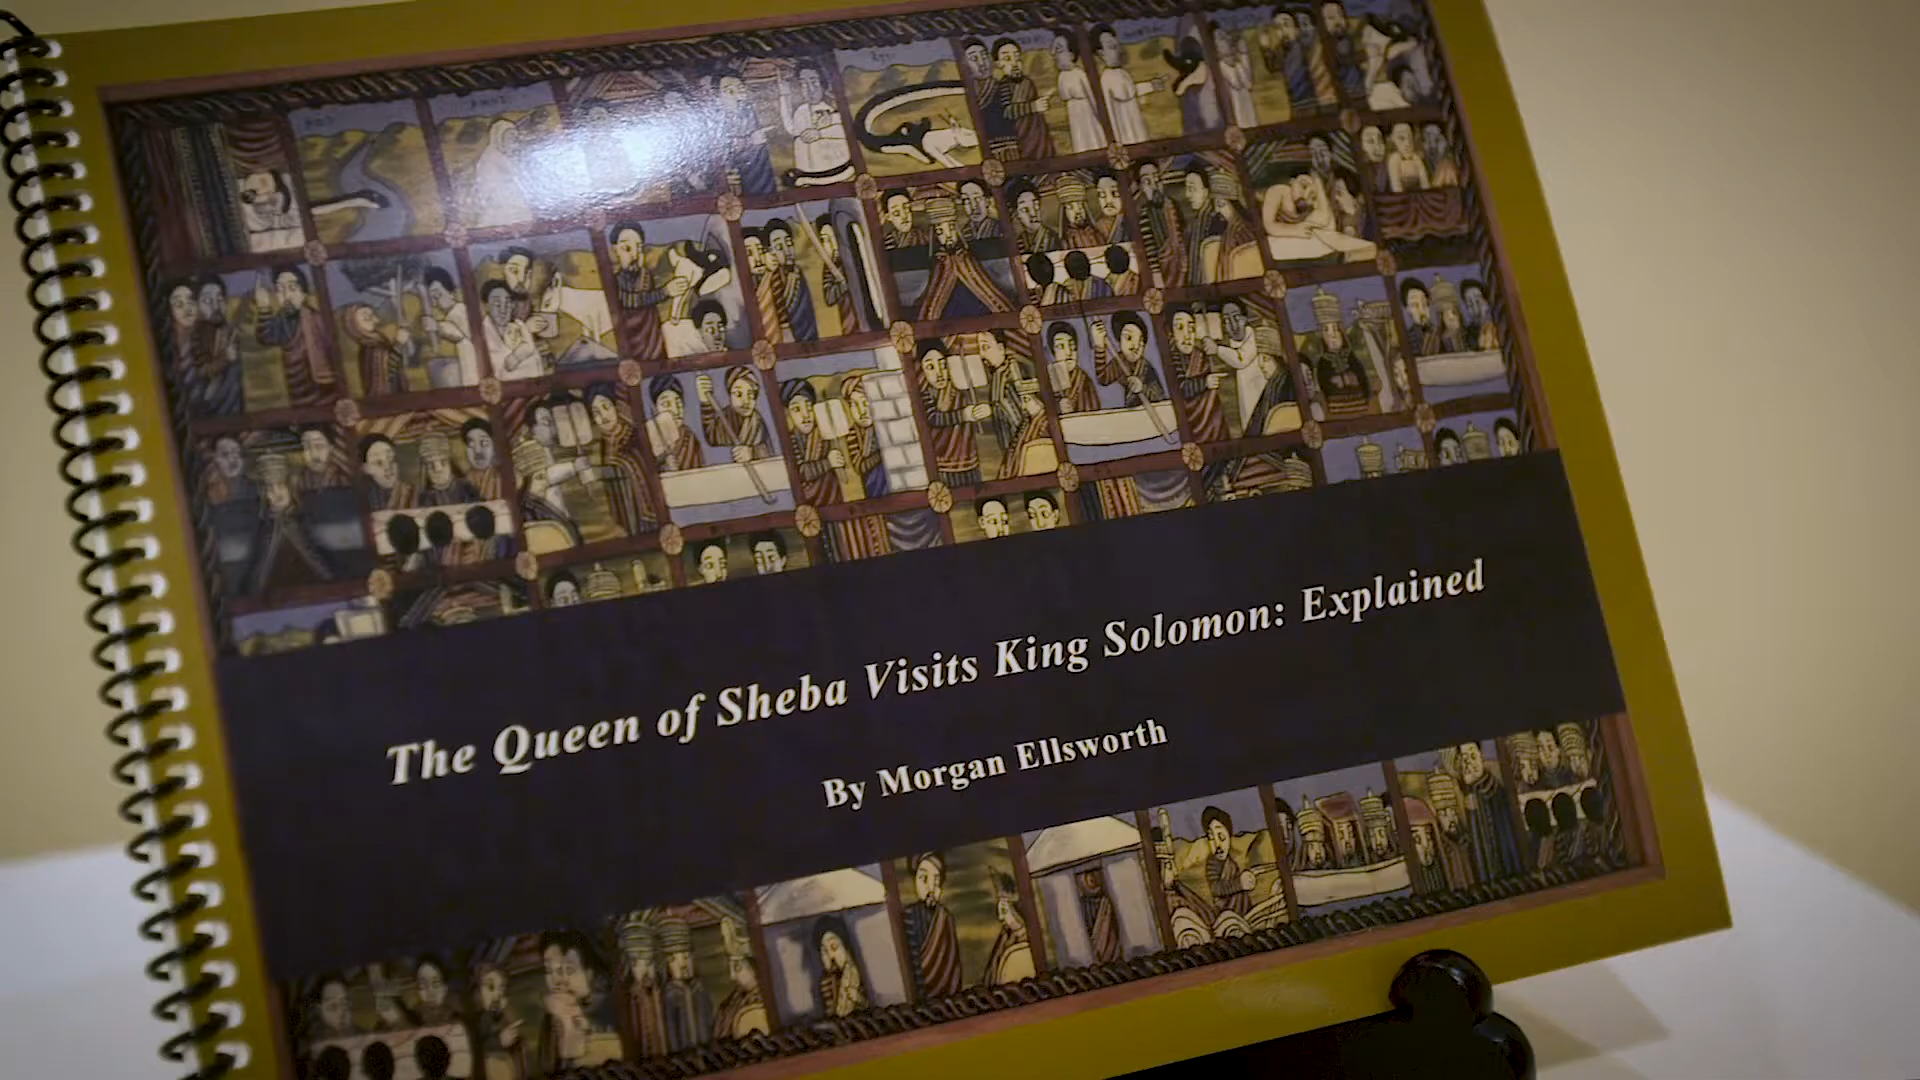 The Queen of Sheba Visits King Solomon: Explained
By Morgan Ellsworth